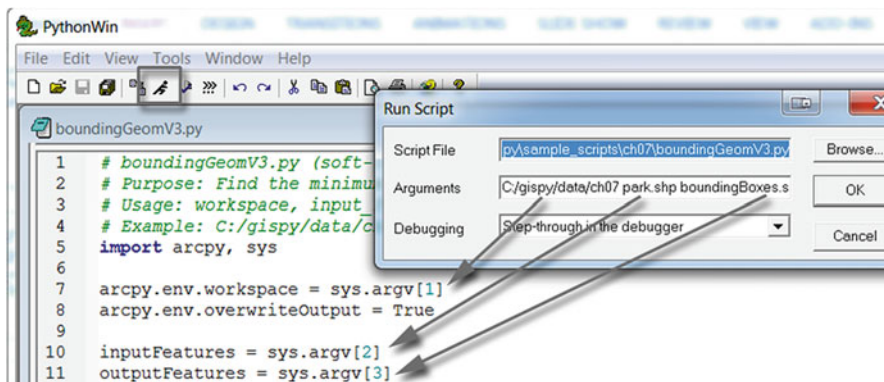 PythonWin
File Edit View Tools Window Help
boundingGeomV3.py
Run Script
Script File py\sample_scripts\ch07\boundingGeomV3.py Browse...
Arguments C:/gispy/data/ch07 park.shp boundingBoxes.s OK
Debugging Step-through in the debugger Cancel
1 # boundingGeomV3.py (soft-
2 # Purpose: Find the minimu
3 # Usage: workspace, input_
4 # Example: C:/gispy/data/c
5 import arcpy, sys
6
7 arcpy.env.workspace = sys.argv[1]
8 arcpy.env.overwriteOutput = True
9
10 inputFeatures = sys.argv[2]
11 outputFeatures = sys.argv[3]